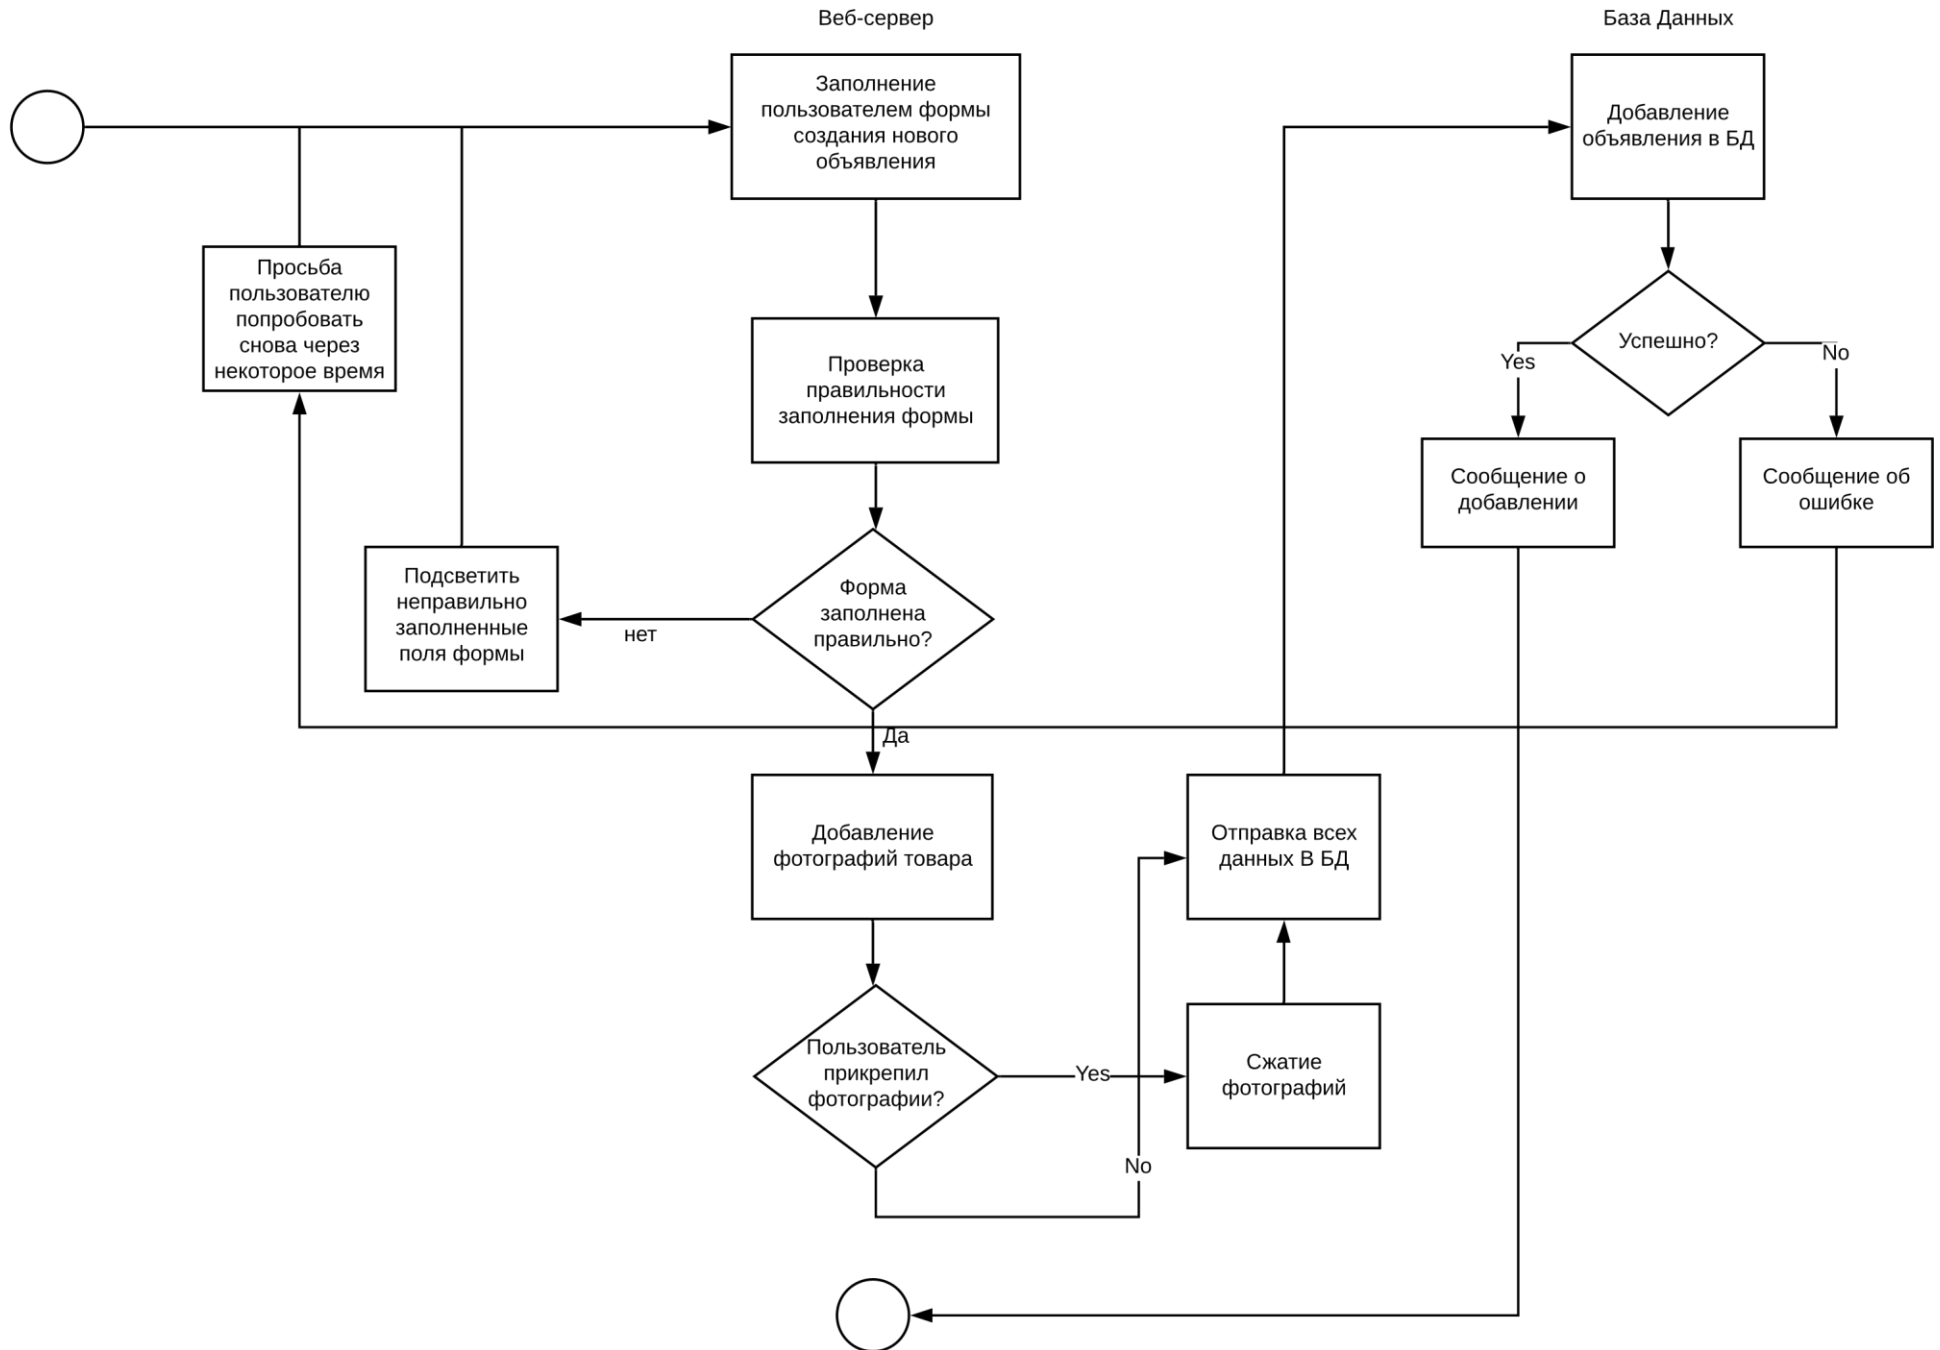 Веб-сервер
База Данных
Заполнение
пользователем формы
создания нового
объявления
Добавление
объявления в БД
Просьба
пользователю
попробовать
снова через
некоторое время
Проверка
правильности
заполнения формы
Успешно?
Yes
No
Сообщение о
добавлении
Сообщение об
ошибке
Подсветить
неправильно
заполненные
поля формы
нет
Форма
заполнена
правильно?
Да
Добавление
фотографий товара
Отправка всех
данных В БД
Пользователь
прикрепил
фотографии?
Yes
Сжатие
фотографий
No